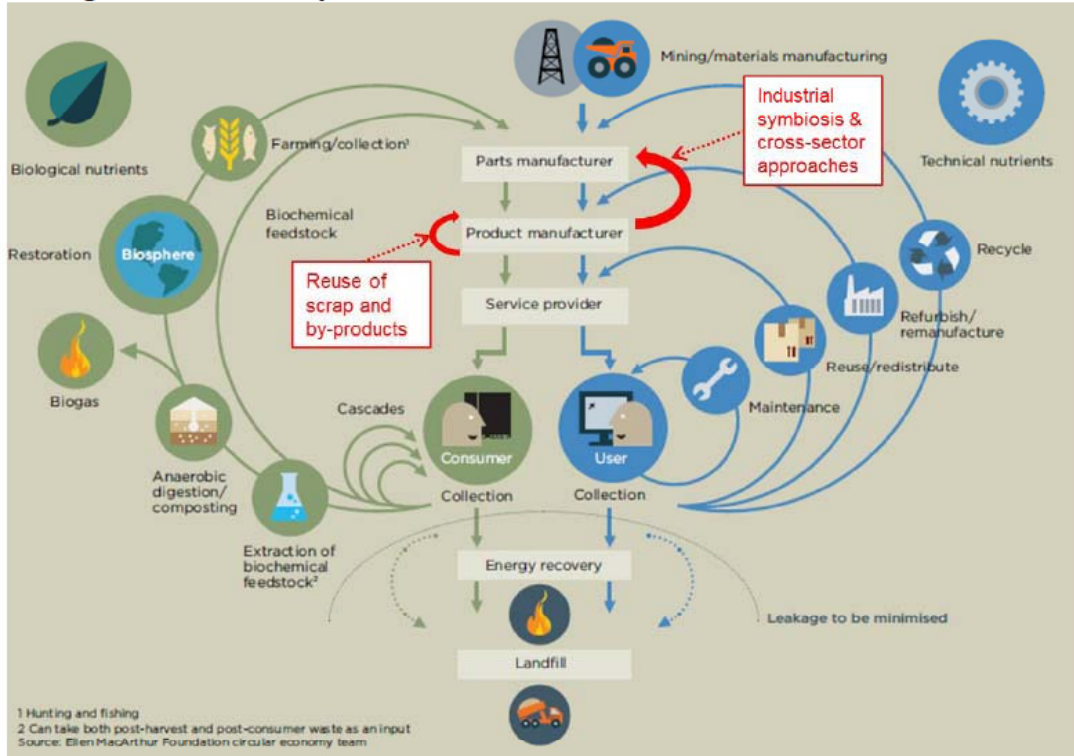 Mining/materials manufacturing
Industrial
symbiosis &
cross-sector
approaches
Biological nutrients
Farming/collection¹
Parts manufacturer
Technical nutrients
Biochemical
feedstock
Product manufacturer
Restoration
Biosphere
Recycle
Reuse of
scrap and
by-products
Service provider
Refurbish/
remanufacture
Reuse/redistribute
Biogas
Cascades
Maintenance
Consumer
User
Anaerobic
digestion/
composting
Collection
Collection
Extraction of
biochemical
feedstock²
Energy recovery
Leakage to be minimised
Landfill
1 Hunting and fishing
2 Can take both post-harvest and post-consumer waste as an input
Source: Ellen MacArthur Foundation circular economy team